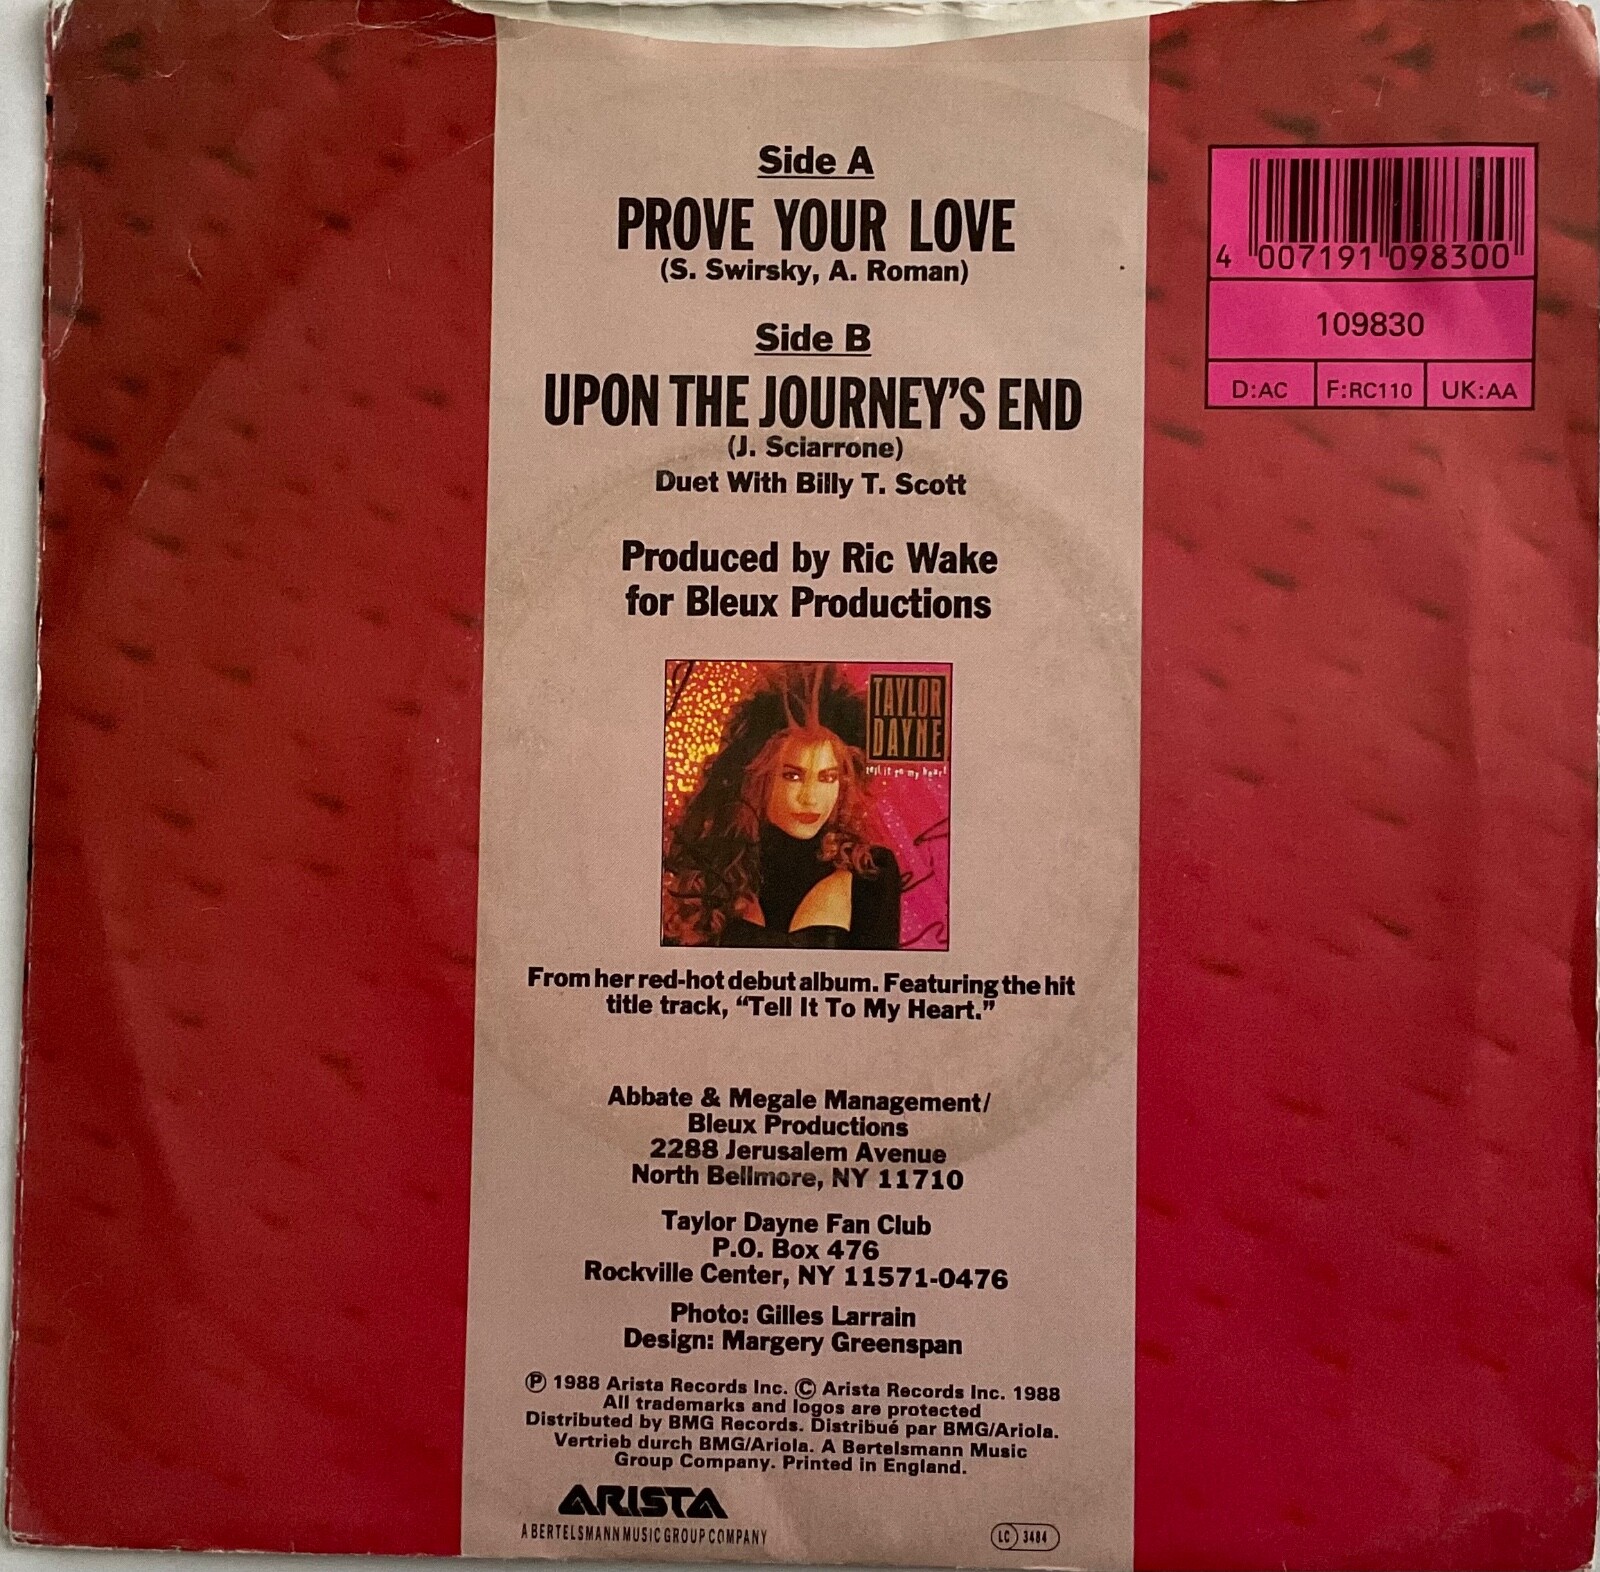 Side A
PROVE YOUR LOVE
(S. Swirsky, A. Roman)
Side B
UPON THE JOURNEY'S END
(J. Sciarrone)
Duet With Billy T. Scott
Produced by Ric Wake
for Bleux Productions
TAYLOR
DAYNE
tell it to my heart
From her red-hot debut album. Featuring the hit
title track, “Tell It To My Heart.”
Abbate & Megale Management/
Bleux Productions
2288 Jerusalem Avenue
North Bellmore, NY 11710
Taylor Dayne Fan Club
P.O. Box 476
Rockville Center, NY 11571-0476
Photo: Gilles Larrain
Design: Margery Greenspan
Ⓟ 1988 Arista Records Inc. © Arista Records Inc. 1988
All trademarks and logos are protected
Distributed by BMG Records. Distribué par BMG/Ariola.
Vertrieb durch BMG/Ariola. A Bertelsmann Music
Group Company. Printed in England.
ARISTA
A BERTELSMANN MUSIC GROUP COMPANY
LC 3484
4 007191 098300
109830
D:AC F:RC110 UK:AA